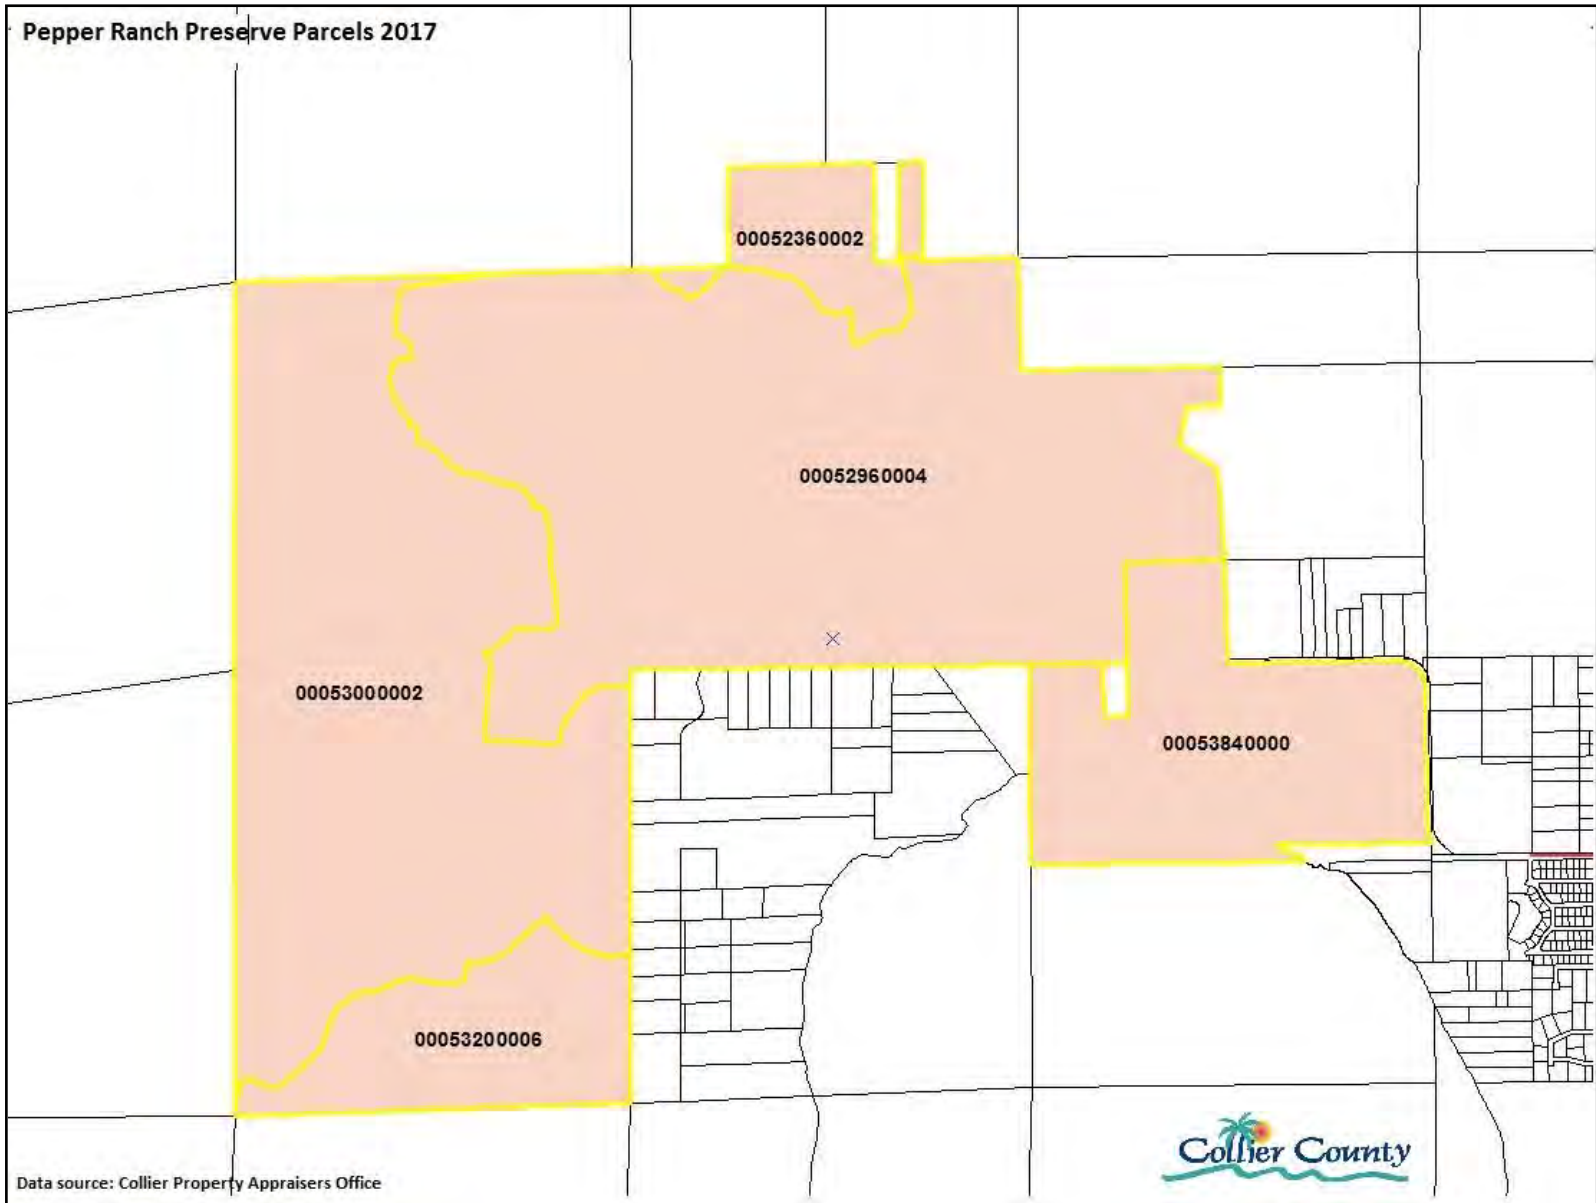 Pepper Ranch Preserve Parcels 2017
00052360002
00052960004
00053000002
00053840000
00053200006
Collier County
Data source: Collier Property Appraisers Office